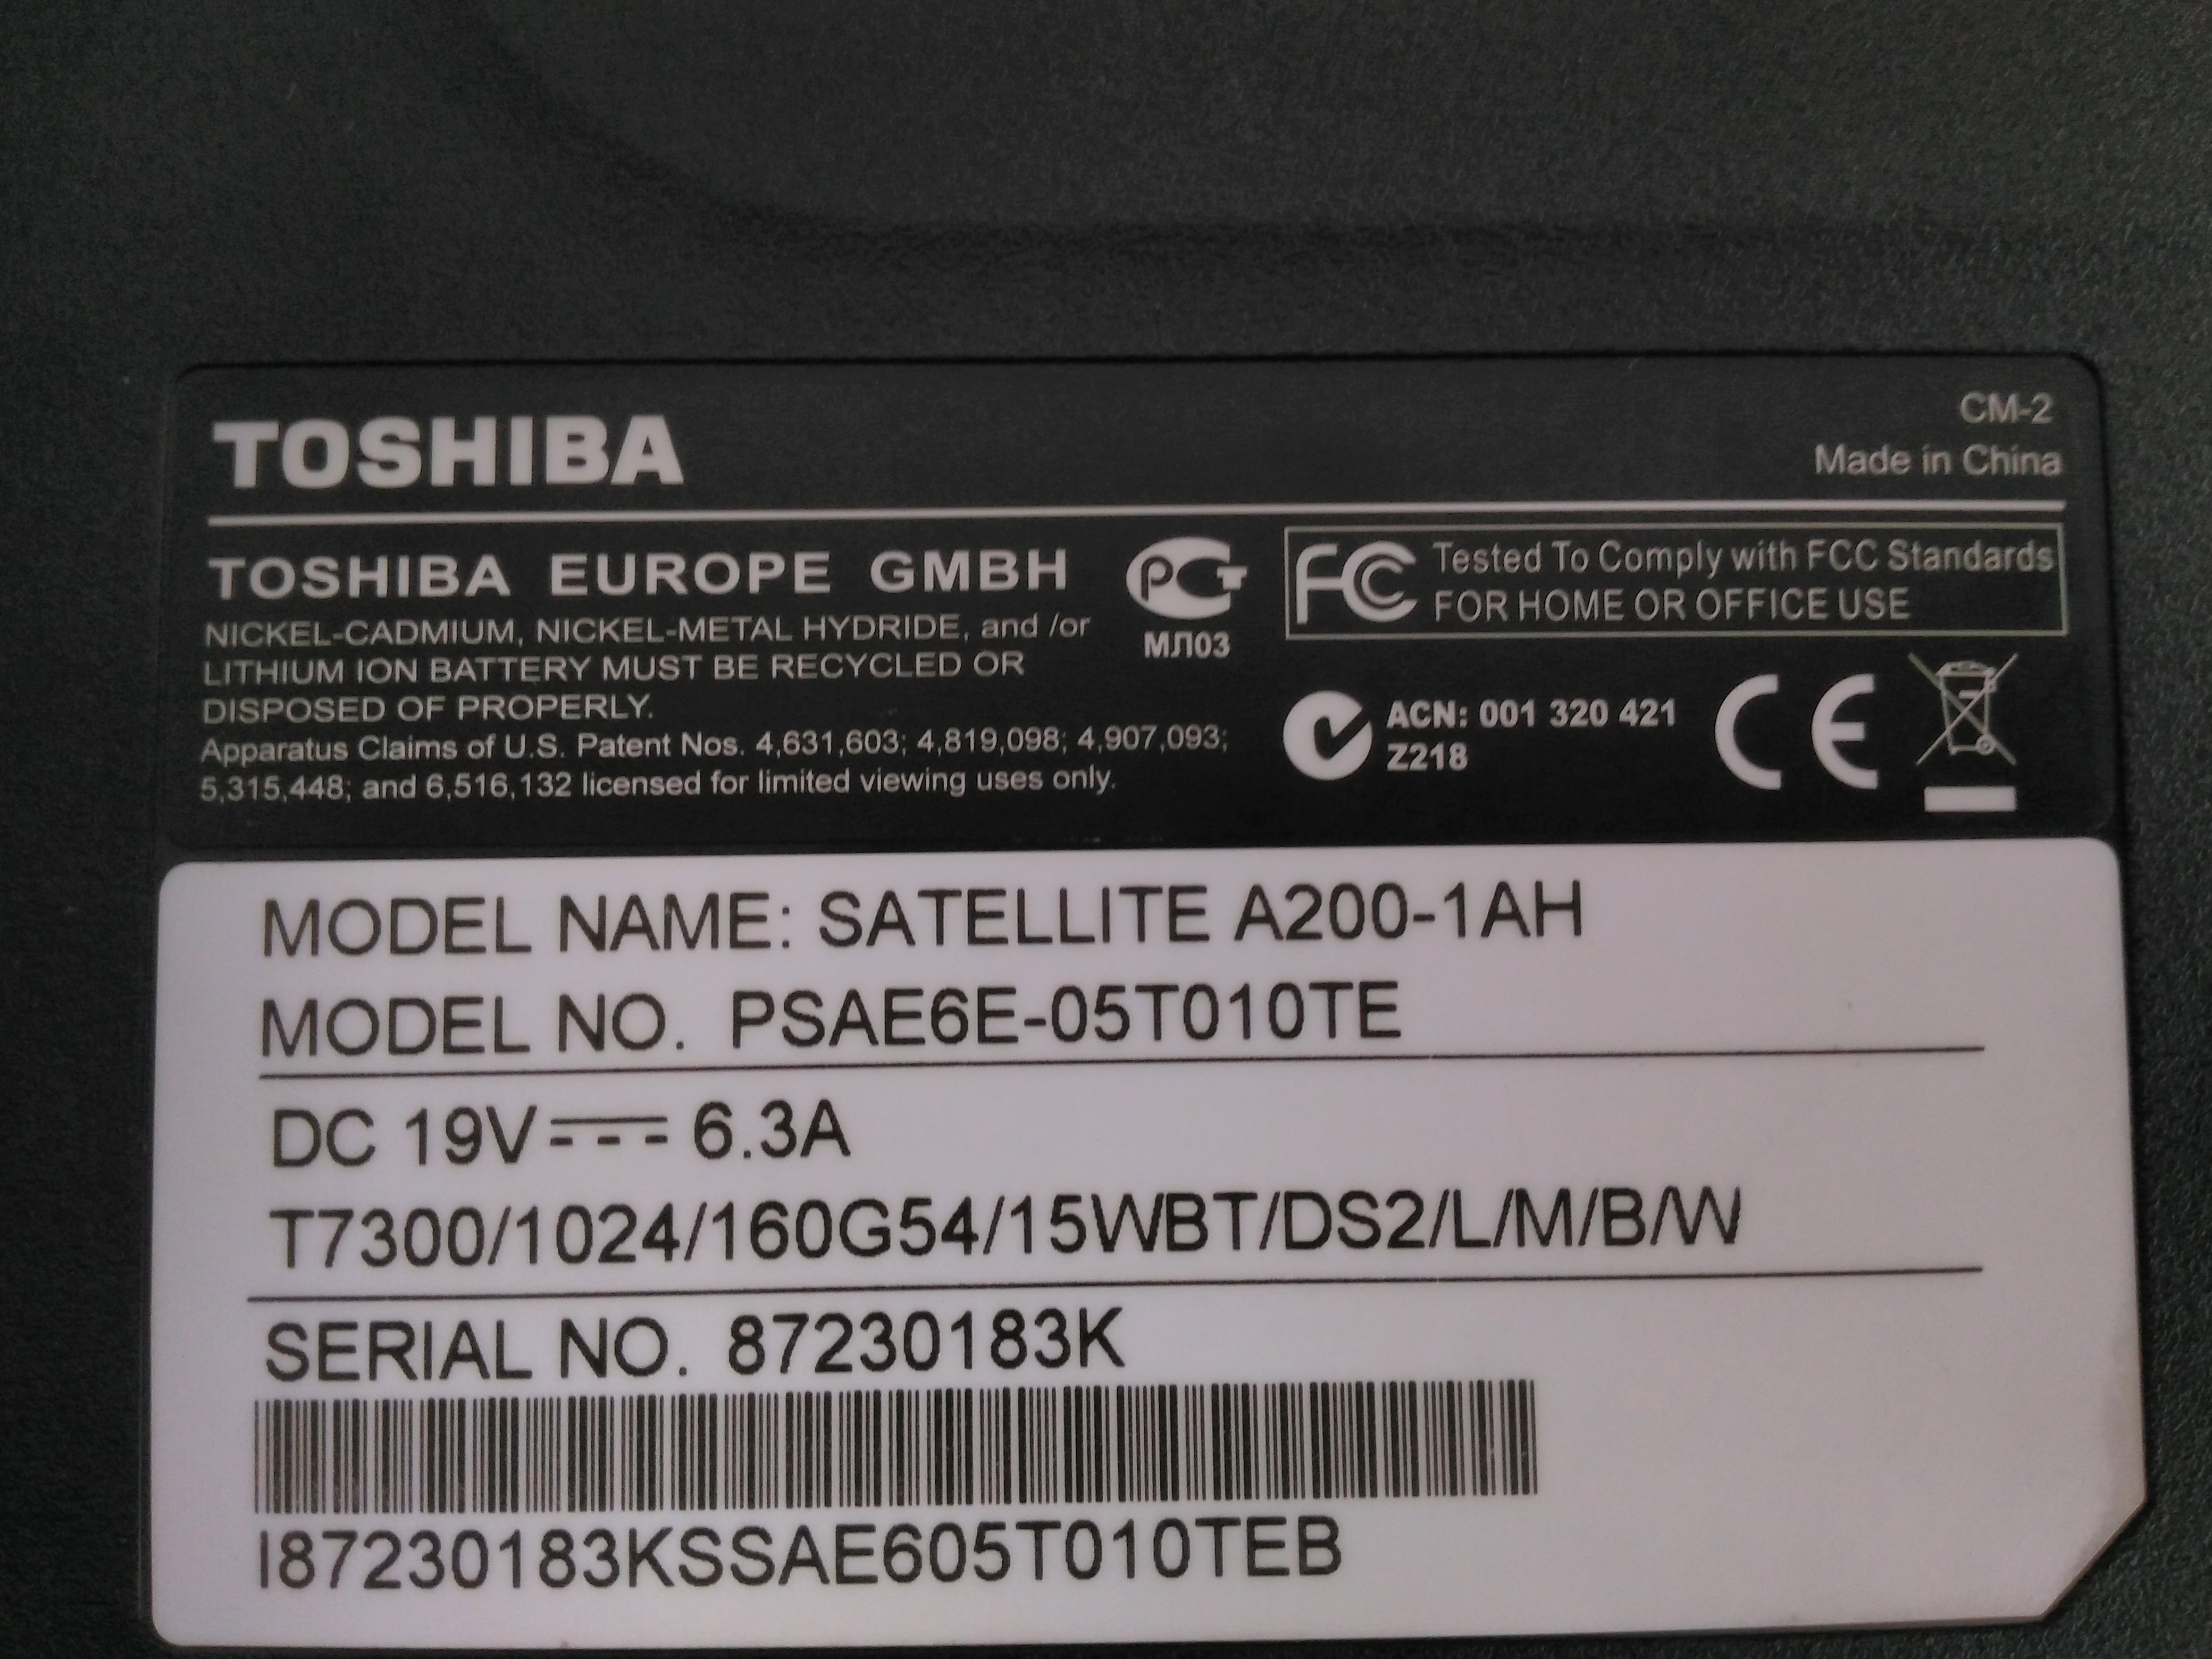 TOSHIBA
CM-2
Made in China
TOSHIBA EUROPE GMBH
NICKEL-CADMIUM, NICKEL-METAL HYDRIDE, and /or
LITHIUM ION BATTERY MUST BE RECYCLED OR
DISPOSED OF PROPERLY.
Apparatus Claims of U.S. Patent Nos. 4,631,603; 4,819,098; 4,907,093;
5,315,448; and 6,516,132 licensed for limited viewing uses only.
РСТ
МЛ03
FC Tested To Comply with FCC Standards
FOR HOME OR OFFICE USE
ACN: 001 320 421
Z218
CE
MODEL NAME: SATELLITE A200-1AH
MODEL NO. PSAE6E-05T010TE
DC 19V 6.3A
T7300/1024/160G54/15WBT/DS2/L/M/B/W
SERIAL NO. 87230183K
I87230183KSSAE605T010TEB